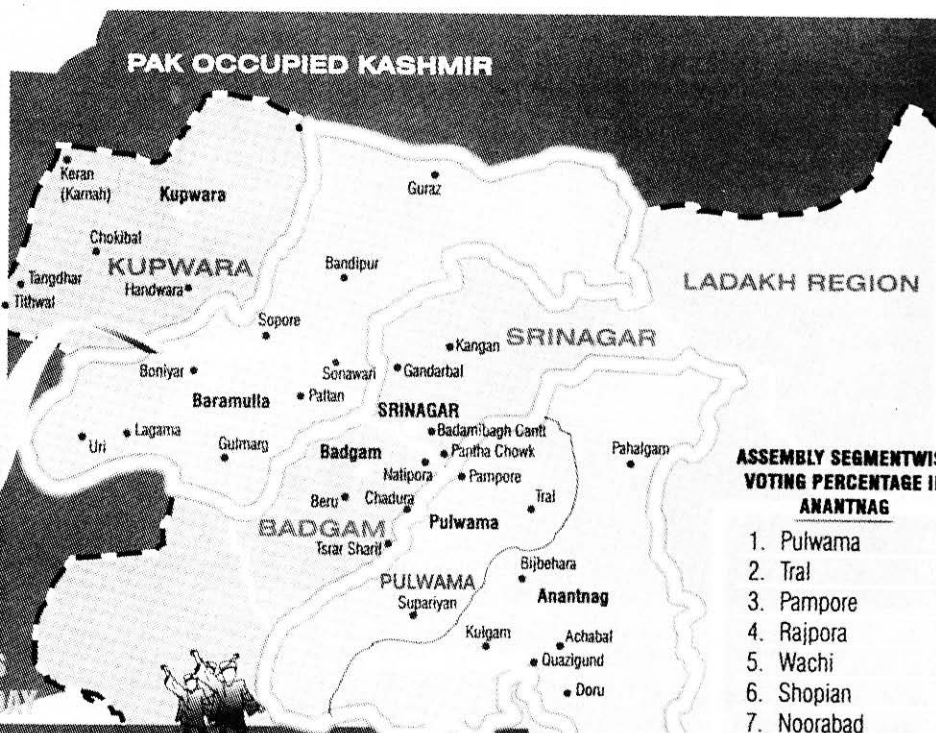 PAK OCCUPIED KASHMIR
Keran
(Karnah)
Kupwara
Guraz
Chokibal
KUPWARA
Bandipur
Tangdhar
Handwara
LADAKH REGION
Tithwal
Sopore
SRINAGAR
Kangan
Boniyar
Sonawari
Gandarbal
Baramulla
Pattan
SRINAGAR
Badamibagh Cantt
Uri
Lagama
Gulmarg
Badgam
Pantha Chowk
Pahalgam
Natipora
Pampore
Beru
Chadura
Tral
BADGAM
Pulwama
Tsrar Sharif
Bijbehara
PULWAMA
Anantnag
Supariyan
Kulgam
Achabal
Quazigund
Doru
ASSEMBLY SEGMENTWIS
VOTING PERCENTAGE I
ANANTNAG
1. Pulwama
2. Tral
3. Pampore
4. Rajpora
5. Wachi
6. Shopian
7. Noorabad